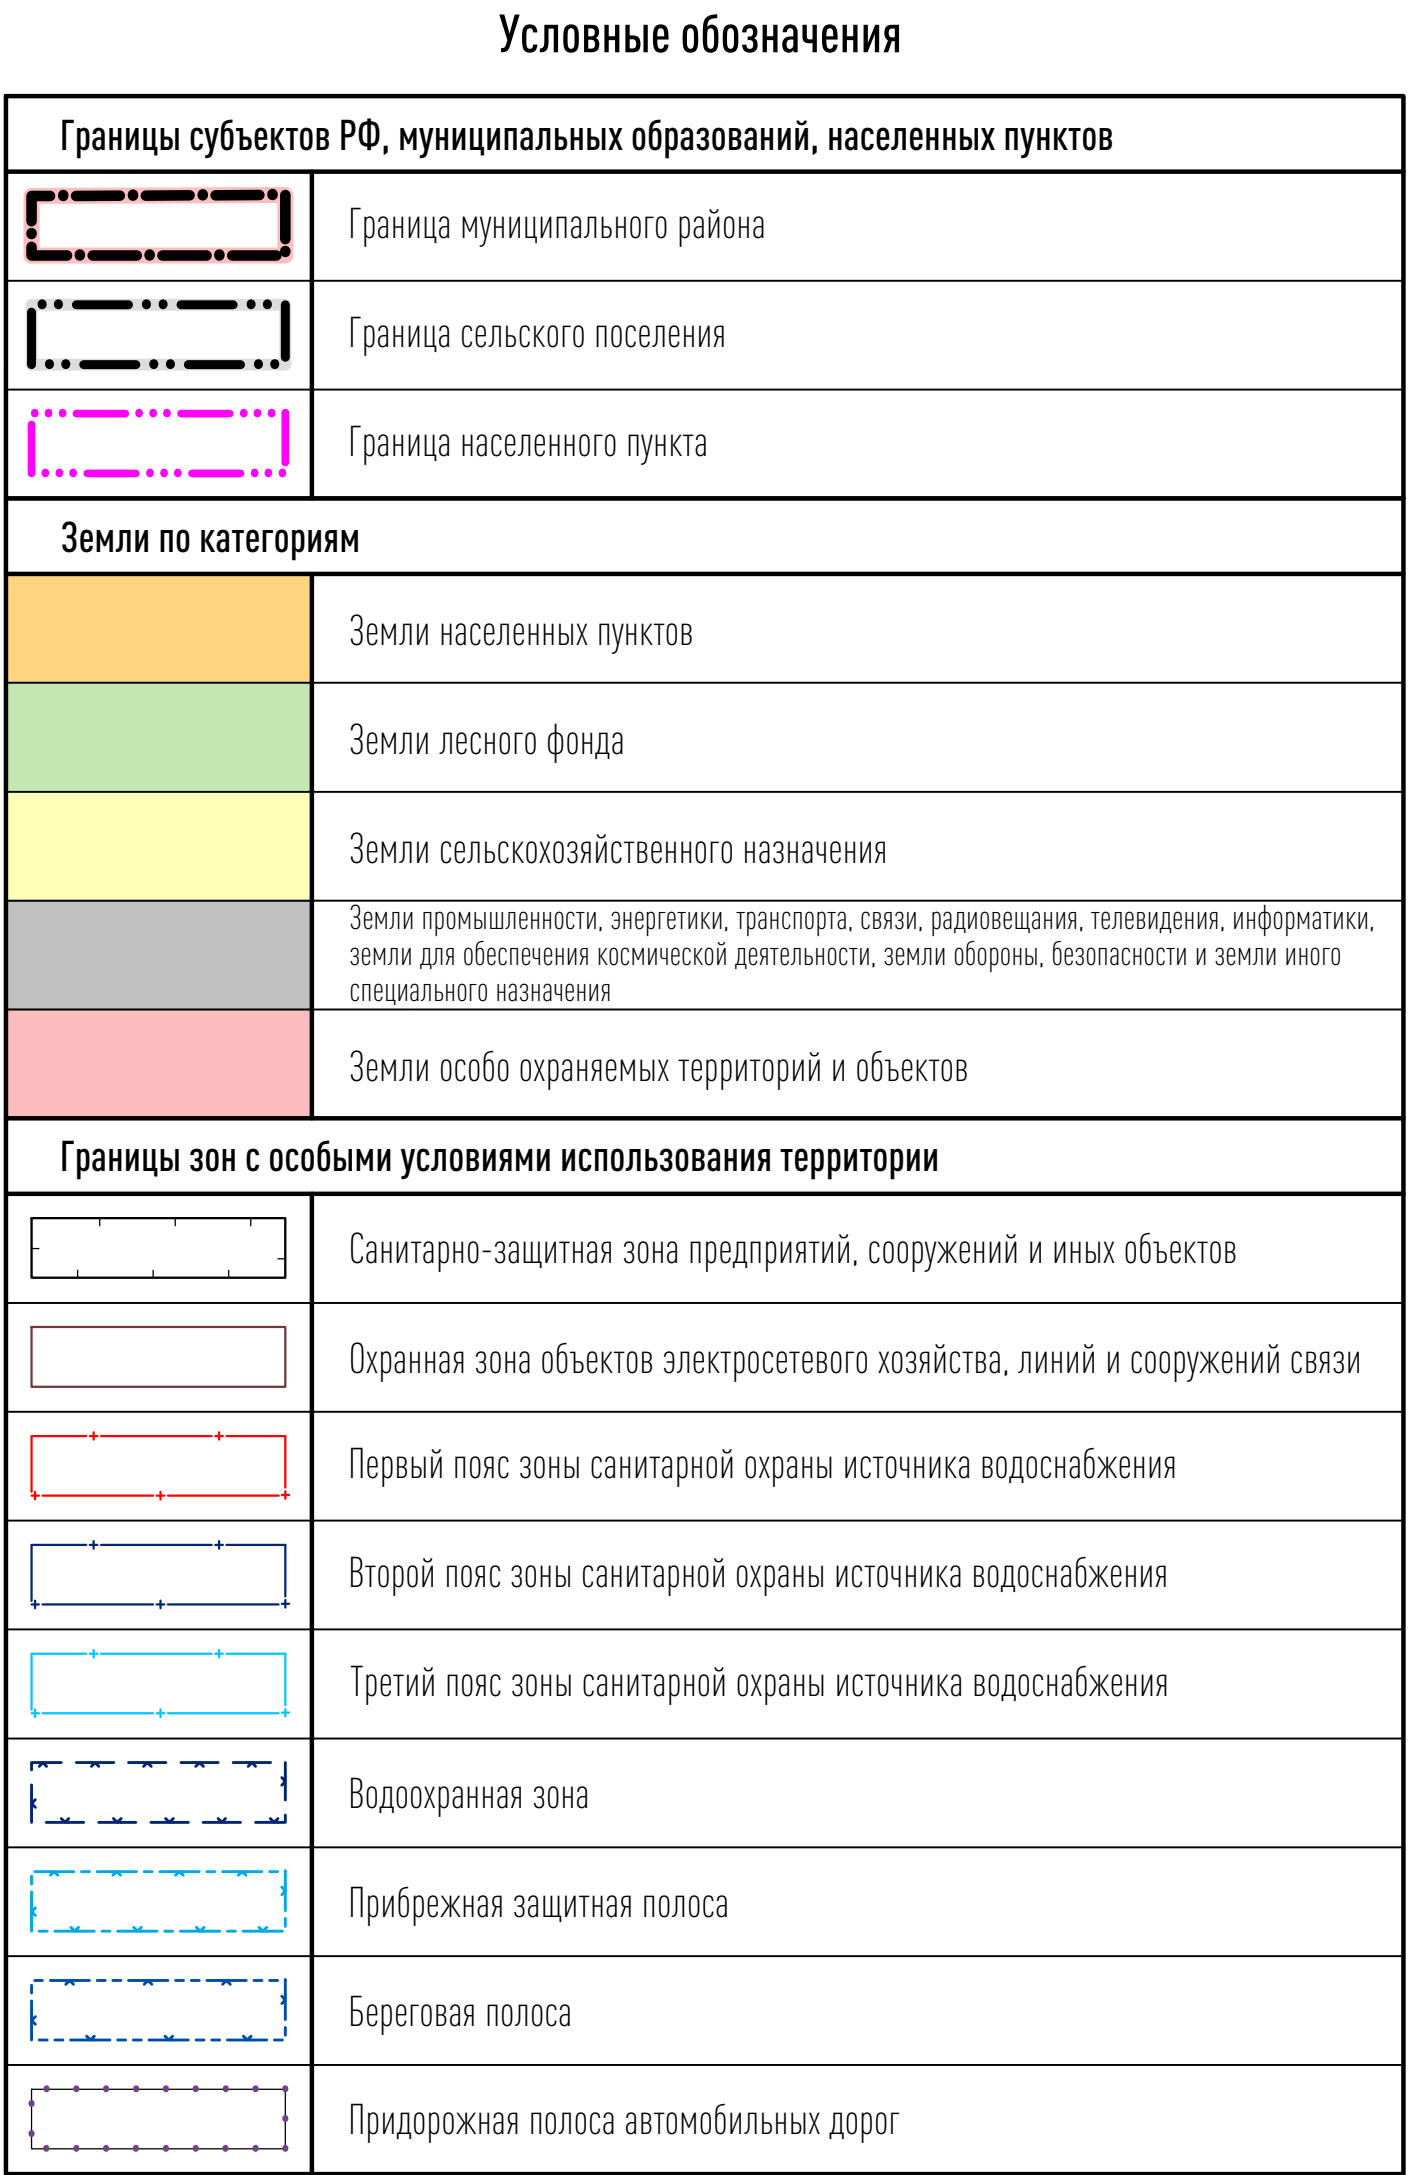 Условные обозначения
Границы субъектов РФ, муниципальных образований, населенных пунктов
Граница муниципального района
Граница сельского поселения
Граница населенного пункта
Земли по категориям
Земли населенных пунктов
Земли лесного фонда
Земли сельскохозяйственного назначения
Земли промышленности, энергетики, транспорта, связи, радиовещания, телевидения, информатики,
земли для обеспечения космической деятельности, земли обороны, безопасности и земли иного
специального назначения
Земли особо охраняемых территорий и объектов
Границы зон с особыми условиями использования территории
Санитарно-защитная зона предприятий, сооружений и иных объектов
Охранная зона объектов электросетевого хозяйства, линий и сооружений связи
Первый пояс зоны санитарной охраны источника водоснабжения
Второй пояс зоны санитарной охраны источника водоснабжения
Третий пояс зоны санитарной охраны источника водоснабжения
Водоохранная зона
Прибрежная защитная полоса
Береговая полоса
Придорожная полоса автомобильных дорог